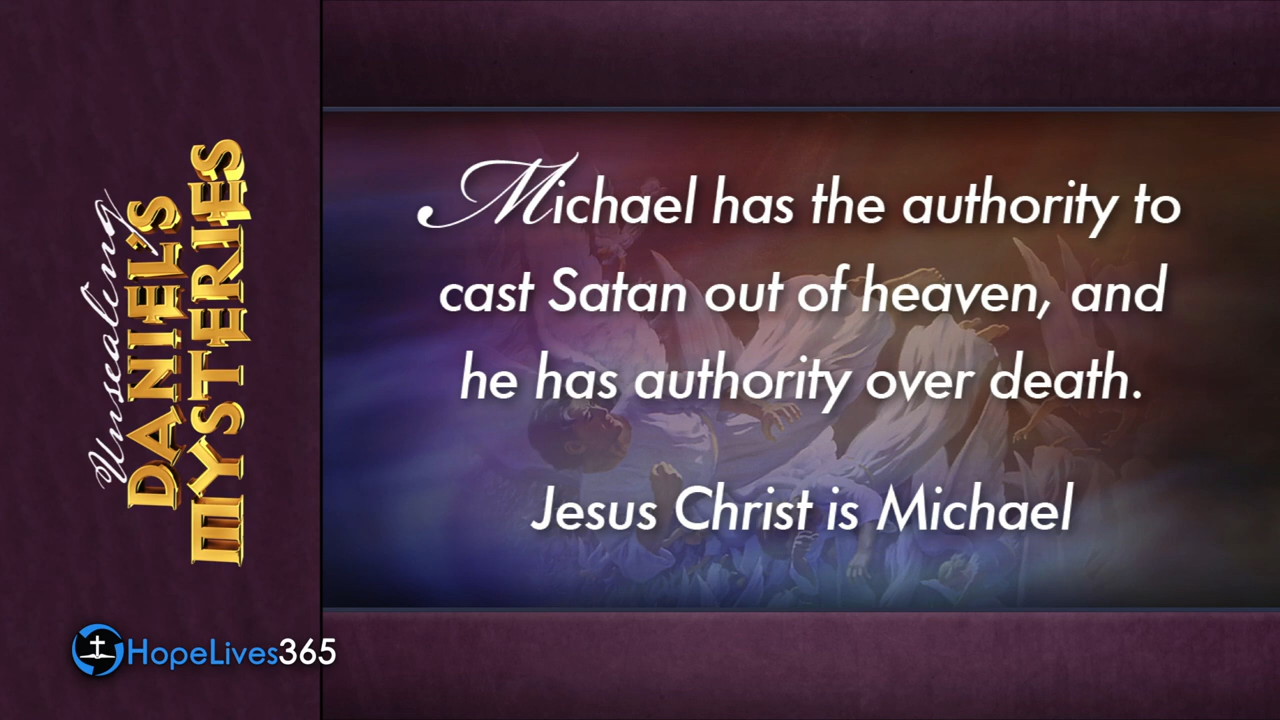 Unsealing
DANIEL'S
MYSTERIES
HopeLives365
Michael has the authority to
cast Satan out of heaven, and
he has authority over death.
Jesus Christ is Michael